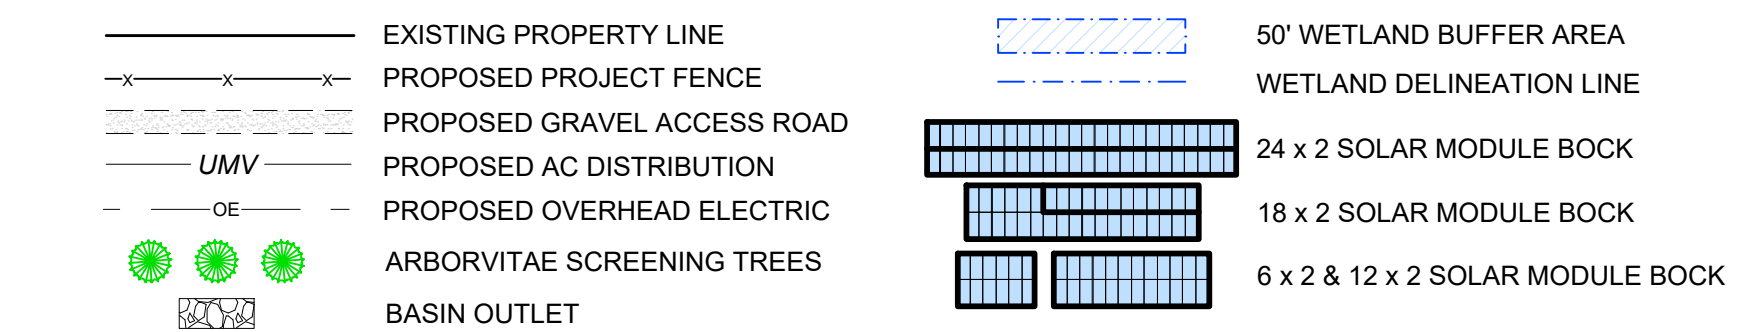 EXISTING PROPERTY LINE
x x x PROPOSED PROJECT FENCE
PROPOSED GRAVEL ACCESS ROAD
UMV PROPOSED AC DISTRIBUTION
OE PROPOSED OVERHEAD ELECTRIC
ARBORVITAE SCREENING TREES
BASIN OUTLET
50' WETLAND BUFFER AREA
WETLAND DELINEATION LINE
24 x 2 SOLAR MODULE BOCK
18 x 2 SOLAR MODULE BOCK
6 x 2 & 12 x 2 SOLAR MODULE BOCK